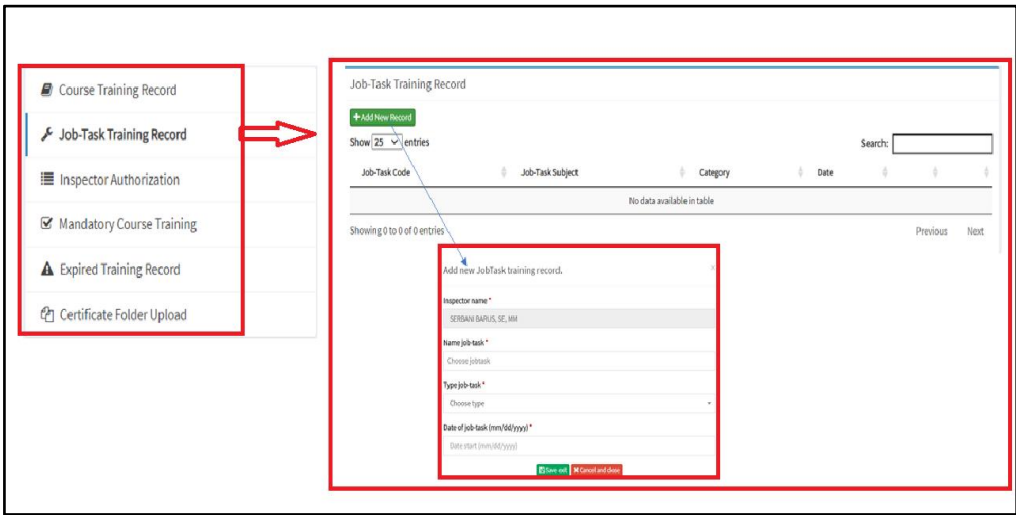 Course Training Record
Job-Task Training Record
Inspector Authorization
Mandatory Course Training
Expired Training Record
Certificate Folder Upload
Job-Task Training Record
+Add New Record
Show 25 entries
Search:
Job-Task Code Job-Task Subject Category Date
No data available in table
Showing 0 to 0 of 0 entries
Previous Next
Add new JobTask training record.
×
Inspector name *
SERBANI BARUS, SE, MM
Name job-task *
Choose jobtask
Type job-task *
Choose type
Date of job-task (mm/dd/yyyy) *
Date start (mm/dd/yyyy)
Save exit Cancel and close